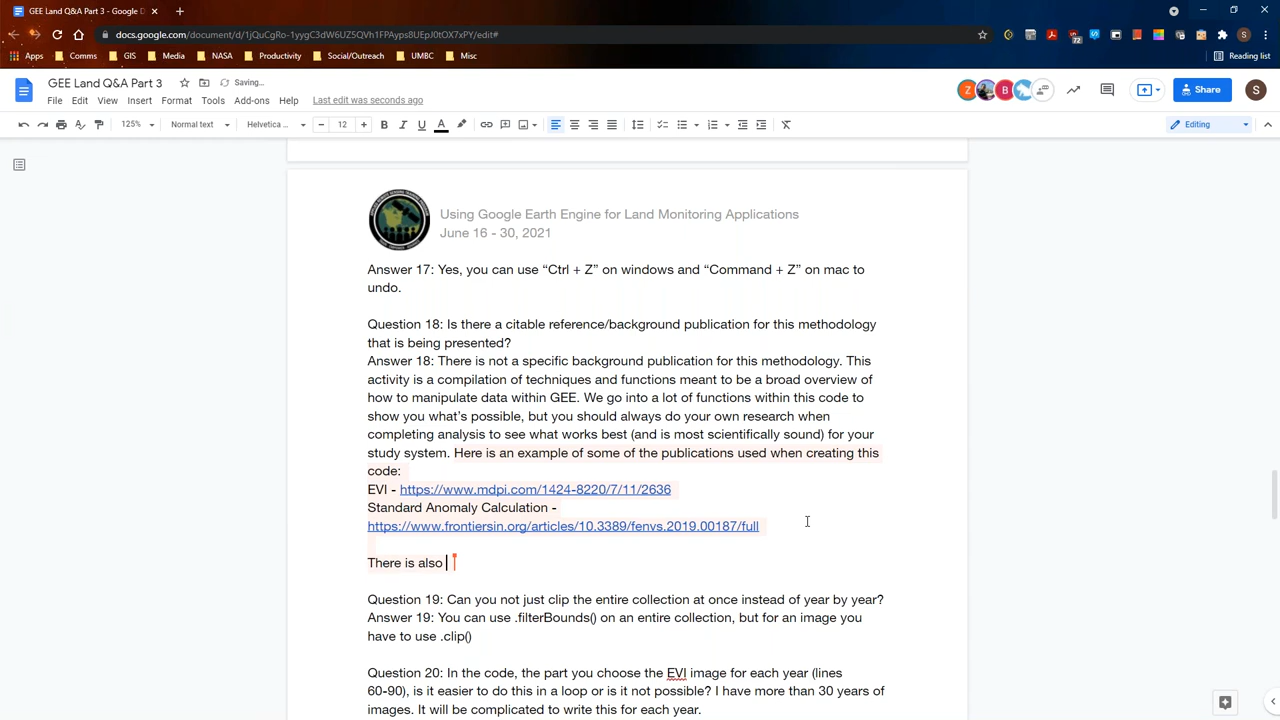 GEE Land Q&A Part 3 - Google D
docs.google.com/document/d/1jQuCgRo-1yygC3dW6UZ5QVh1FPAyps8UEpJ0tOX7xPY/edit#
Apps Comms GIS Media NASA Productivity Social/Outreach UMBC Misc Reading list
GEE Land Q&A Part 3 Saving...
File Edit View Insert Format Tools Add-ons Help Last edit was seconds ago
Z B Share S
125% Normal text Helvetica ... 12 B I U A Editing
Using Google Earth Engine for Land Monitoring Applications
June 16 - 30, 2021
Answer 17: Yes, you can use “Ctrl + Z” on windows and “Command + Z” on mac to
undo.
Question 18: Is there a citable reference/background publication for this methodology
that is being presented?
Answer 18: There is not a specific background publication for this methodology. This
activity is a compilation of techniques and functions meant to be a broad overview of
how to manipulate data within GEE. We go into a lot of functions within this code to
show you what’s possible, but you should always do your own research when
completing analysis to see what works best (and is most scientifically sound) for your
study system. Here is an example of some of the publications used when creating this
code:
EVI - https://www.mdpi.com/1424-8220/7/11/2636
Standard Anomaly Calculation -
https://www.frontiersin.org/articles/10.3389/fenvs.2019.00187/full
There is also
Question 19: Can you not just clip the entire collection at once instead of year by year?
Answer 19: You can use .filterBounds() on an entire collection, but for an image you
have to use .clip()
Question 20: In the code, the part you choose the EVI image for each year (lines
60-90), is it easier to do this in a loop or is it not possible? I have more than 30 years of
images. It will be complicated to write this for each year.